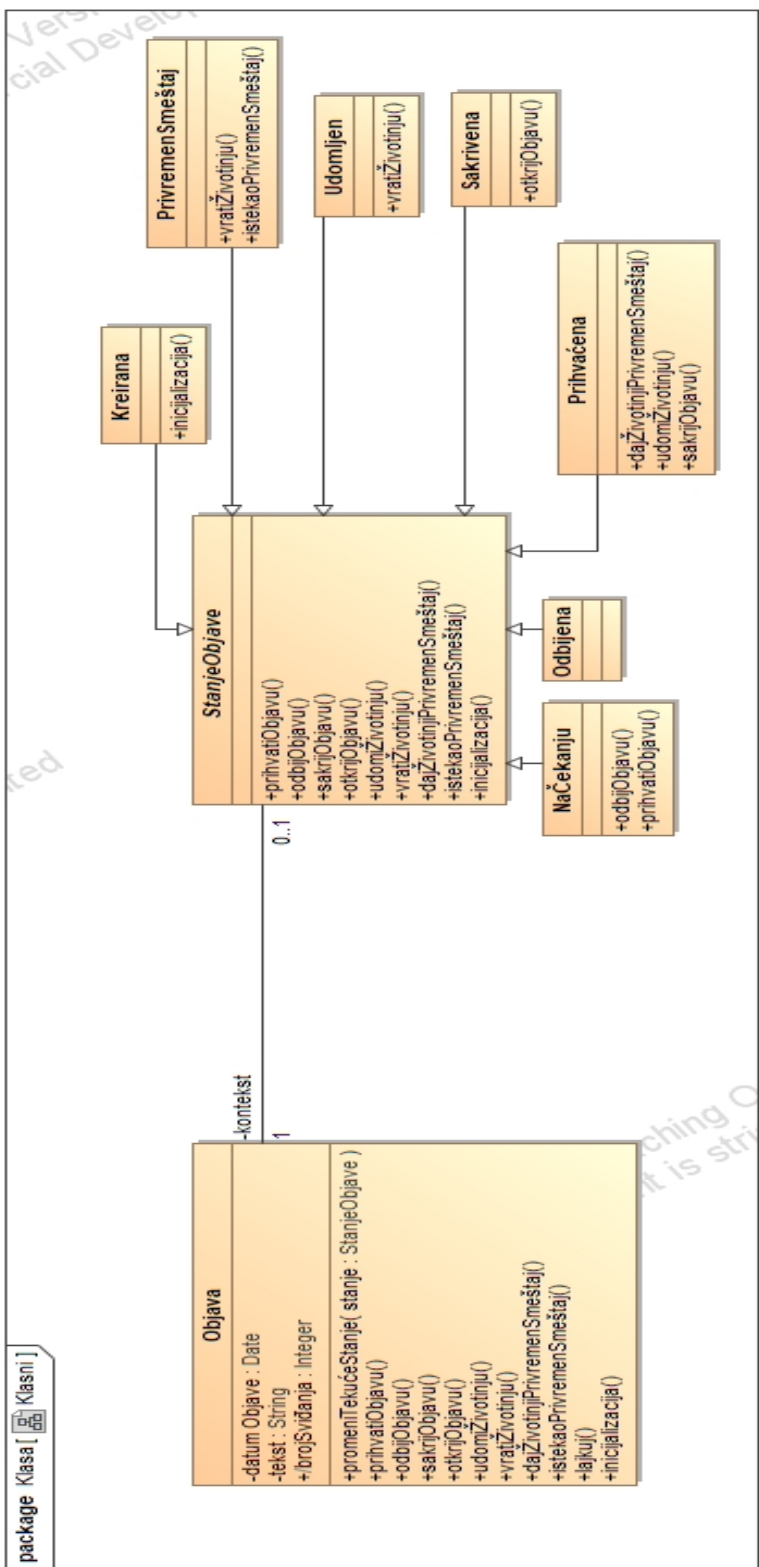 package Klasa[ Klasni ]
Objava
-datum Objave : Date
-tekst : String
+/brojSviđanja : Integer
+promeniTekućeStanje( stanje : StanjeObjave )
+prihvatiObjavu()
+odbijObjavu()
+sakrijObjavu()
+otkrijObjavu()
+udomiŽivotinju()
+vratiŽivotinju()
+dajŽivotinjiPrivremenSmeštaj()
+istekaoPrivremenSmeštaj()
+lajkuj()
+inicijalizacija()
-kontekst
1
0..1
StanjeObjave
+prihvatiObjavu()
+odbijObjavu()
+sakrijObjavu()
+otkrijObjavu()
+udomiŽivotinju()
+vratiŽivotinju()
+dajŽivotinjiPrivremenSmeštaj()
+istekaoPrivremenSmeštaj()
+inicijalizacija()
Kreirana
+inicijalizacija()
PrivremenSmeštaj
+vratiŽivotinju()
+istekaoPrivremenSmeštaj()
Udomljen
+vratiŽivotinju()
Sakrivena
+otkrijObjavu()
NaČekanju
+odbijObjavu()
+prihvatiObjavu()
Odbijena
Prihvaćena
+dajŽivotinjiPrivremenSmeštaj()
+udomiŽivotinju()
+sakrijObjavu()